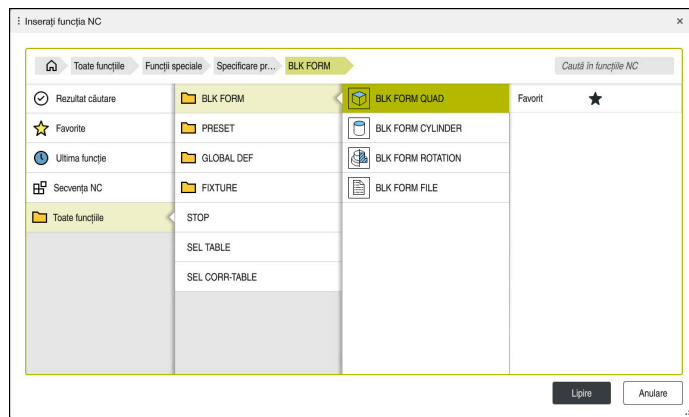 Inserați funcția NC
Toate funcțiile Funcții speciale Specificare pr... BLK FORM Caută în funcțiile NC
Rezultat căutare BLK FORM BLK FORM QUAD Favorit
Favorite PRESET BLK FORM CYLINDER
Ultima funcție GLOBAL DEF BLK FORM ROTATION
Secvența NC FIXTURE BLK FORM FILE
Toate funcțiile STOP
SEL TABLE
SEL CORR-TABLE
Lipire Anulare